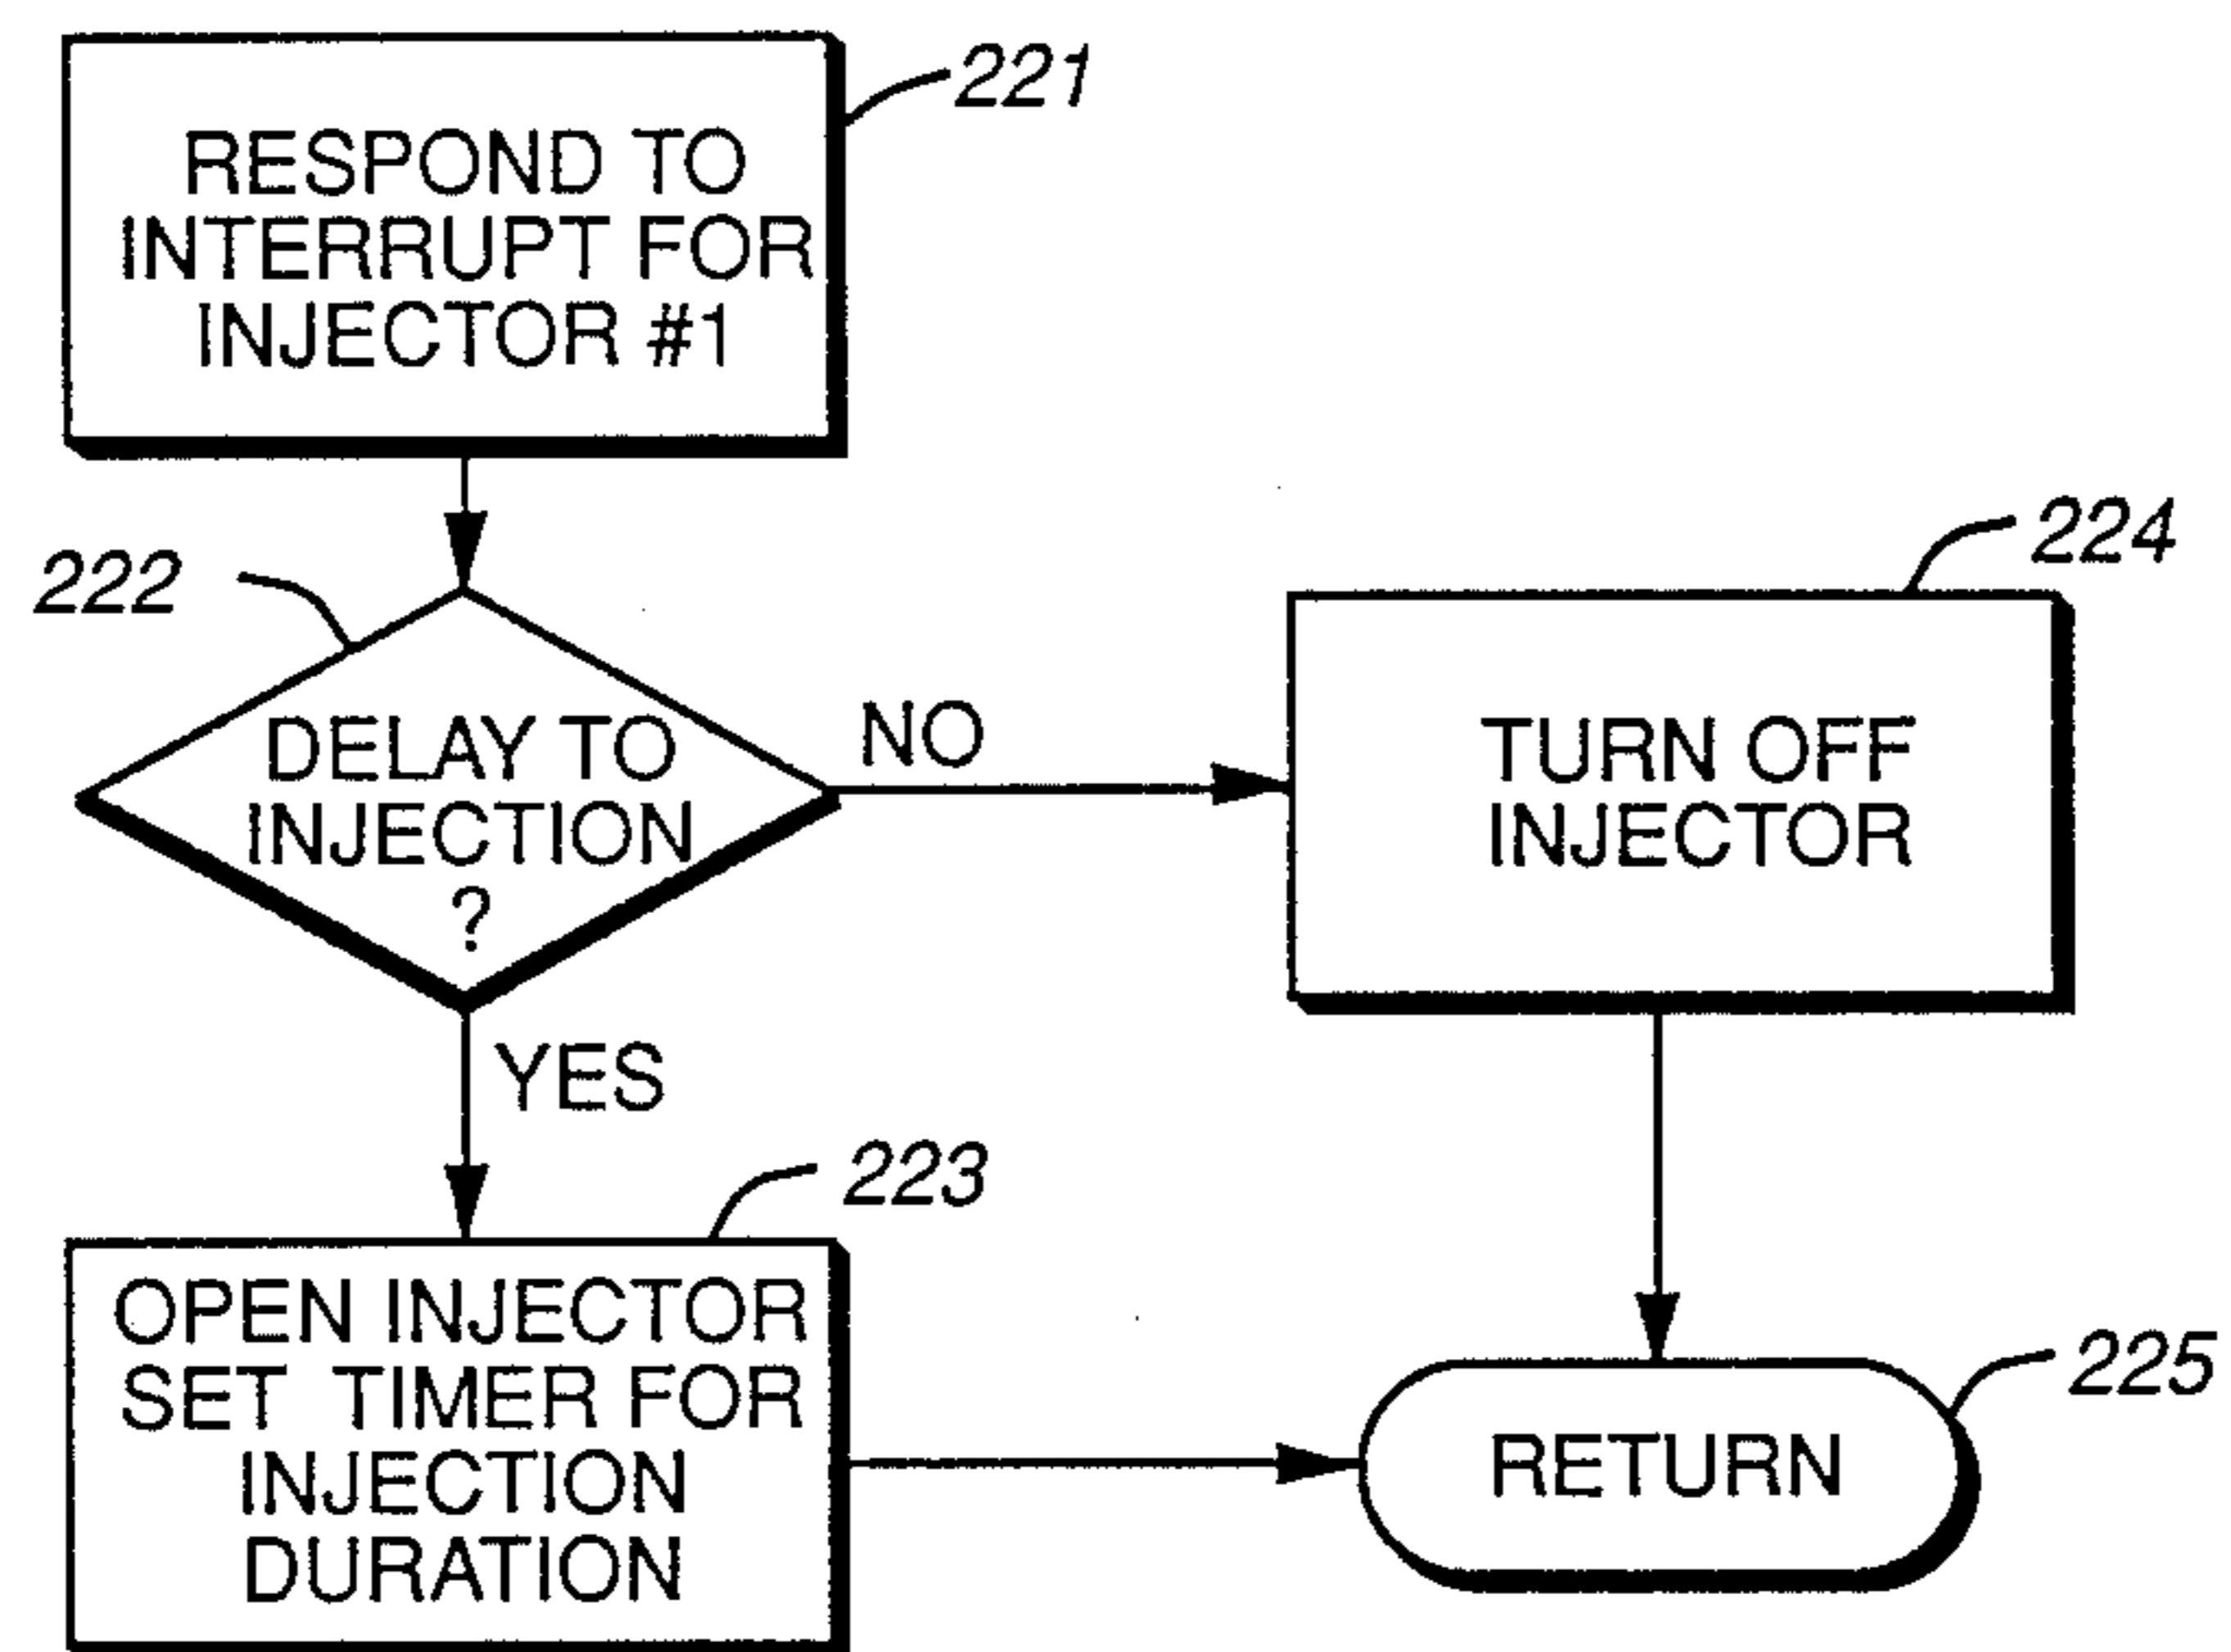 221
RESPOND TO
INTERRUPT FOR
INJECTOR #1
222
DELAY TO
INJECTION
?
NO
224
TURN OFF
INJECTOR
YES
223
OPEN INJECTOR
SET TIMER FOR
INJECTION
DURATION
225
RETURN